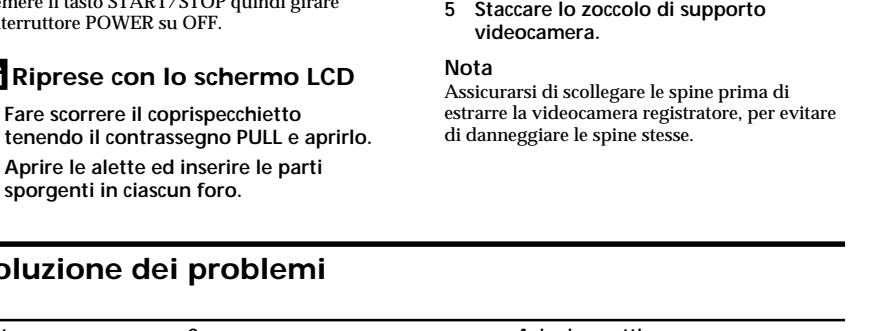 il tasto START/STOP quindi girare
POWER su OFF.
Riprese con lo schermo LCD
Fare scorrere il coprispecchietto
tenendo il contrassegno PULL e aprirlo.
Aprire le alette ed inserire le parti
sporgenti in ciascun foro.
5 Staccare lo zoccolo di supporto
videocamera.
Nota
Assicurarsi di scollegare le spine prima di
estrarre la videocamera registratore, per evitare
di danneggiare le spine stesse.
dei problemi